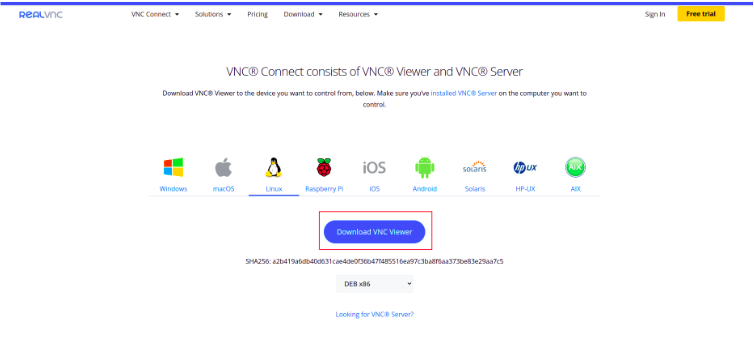 REALVNC VNC Connect Solutions Pricing Download Resources Sign In Free trial
VNC® Connect consists of VNC® Viewer and VNC® Server
Download VNC® Viewer to the device you want to control from, below. Make sure you've installed VNC® Server on the computer you want to
control.
iOS solaris hp UX AIX
Windows macOS Linux Raspberry Pi iOS Android Solaris HP-UX AIX
Download VNC Viewer
SHA256: a2b419a6db40d631cae4de0f36b47f485516ea97c3ba8f6aa373be83e29aa7c5
DEB x86
Looking for VNC® Server?